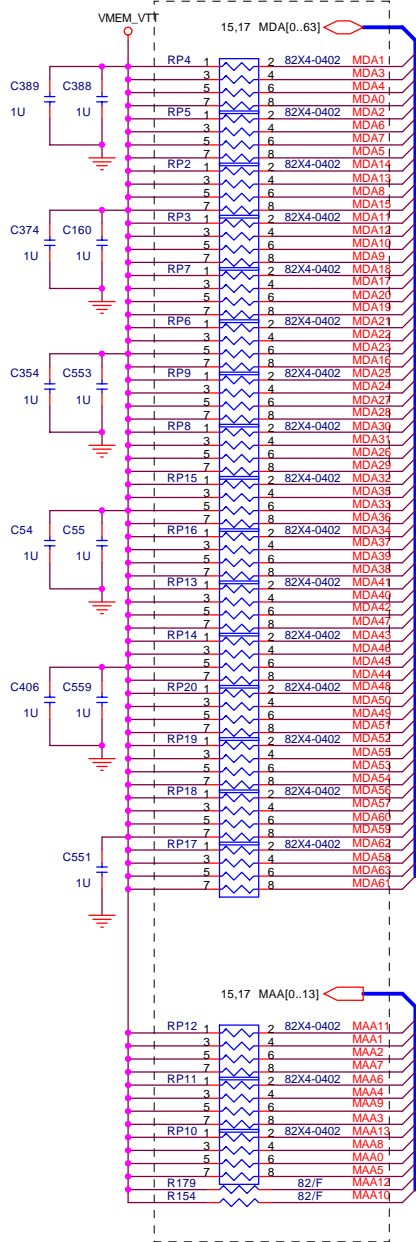 VMEM_VTT
15,17 MDA[0..63]
RP4 1 2 82X4-0402 MDA1
3 4 MDA3
5 6 MDA4
7 8 MDA0
RP5 1 2 82X4-0402 MDA2
3 4 MDA6
5 6 MDA7
7 8 MDA5
RP2 1 2 82X4-0402 MDA14
3 4 MDA13
5 6 MDA8
7 8 MDA15
RP3 1 2 82X4-0402 MDA11
3 4 MDA12
5 6 MDA10
7 8 MDA9
RP7 1 2 82X4-0402 MDA18
3 4 MDA17
5 6 MDA20
7 8 MDA19
RP6 1 2 82X4-0402 MDA21
3 4 MDA22
5 6 MDA23
7 8 MDA16
RP9 1 2 82X4-0402 MDA25
3 4 MDA24
5 6 MDA27
7 8 MDA28
RP8 1 2 82X4-0402 MDA30
3 4 MDA31
5 6 MDA26
7 8 MDA29
RP15 1 2 82X4-0402 MDA32
3 4 MDA35
5 6 MDA33
7 8 MDA36
RP16 1 2 82X4-0402 MDA34
3 4 MDA37
5 6 MDA39
7 8 MDA38
RP13 1 2 82X4-0402 MDA41
3 4 MDA40
5 6 MDA42
7 8 MDA47
RP14 1 2 82X4-0402 MDA43
3 4 MDA46
5 6 MDA45
7 8 MDA44
RP20 1 2 82X4-0402 MDA48
3 4 MDA50
5 6 MDA49
7 8 MDA51
RP19 1 2 82X4-0402 MDA52
3 4 MDA55
5 6 MDA53
7 8 MDA54
RP18 1 2 82X4-0402 MDA56
3 4 MDA57
5 6 MDA60
7 8 MDA59
RP17 1 2 82X4-0402 MDA62
3 4 MDA58
5 6 MDA63
7 8 MDA61
C389 C388
1U 1U
C374 C160
1U 1U
C354 C553
1U 1U
C54 C55
1U 1U
C406 C559
1U 1U
C551
1U
15,17 MAA[0..13]
RP12 1 2 82X4-0402 MAA11
3 4 MAA1
5 6 MAA2
7 8 MAA7
RP11 1 2 82X4-0402 MAA6
3 4 MAA4
5 6 MAA9
7 8 MAA3
RP10 1 2 82X4-0402 MAA13
3 4 MAA8
5 6 MAA0
7 8 MAA5
R179 82/F MAA12
R154 82/F MAA10